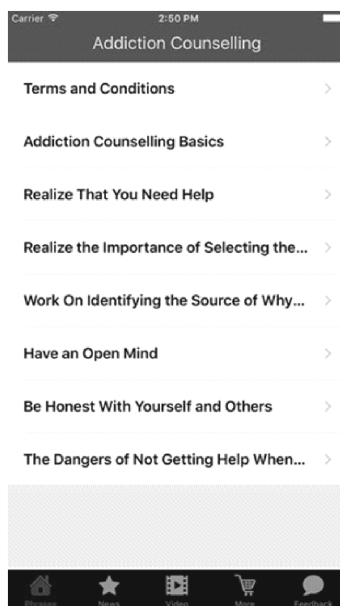 Carrier 2:50 PM
Addiction Counselling
Terms and Conditions
Addiction Counselling Basics
Realize That You Need Help
Realize the Importance of Selecting the...
Work On Identifying the Source of Why...
Have an Open Mind
Be Honest With Yourself and Others
The Dangers of Not Getting Help When...
Phrases News Video More Feedback